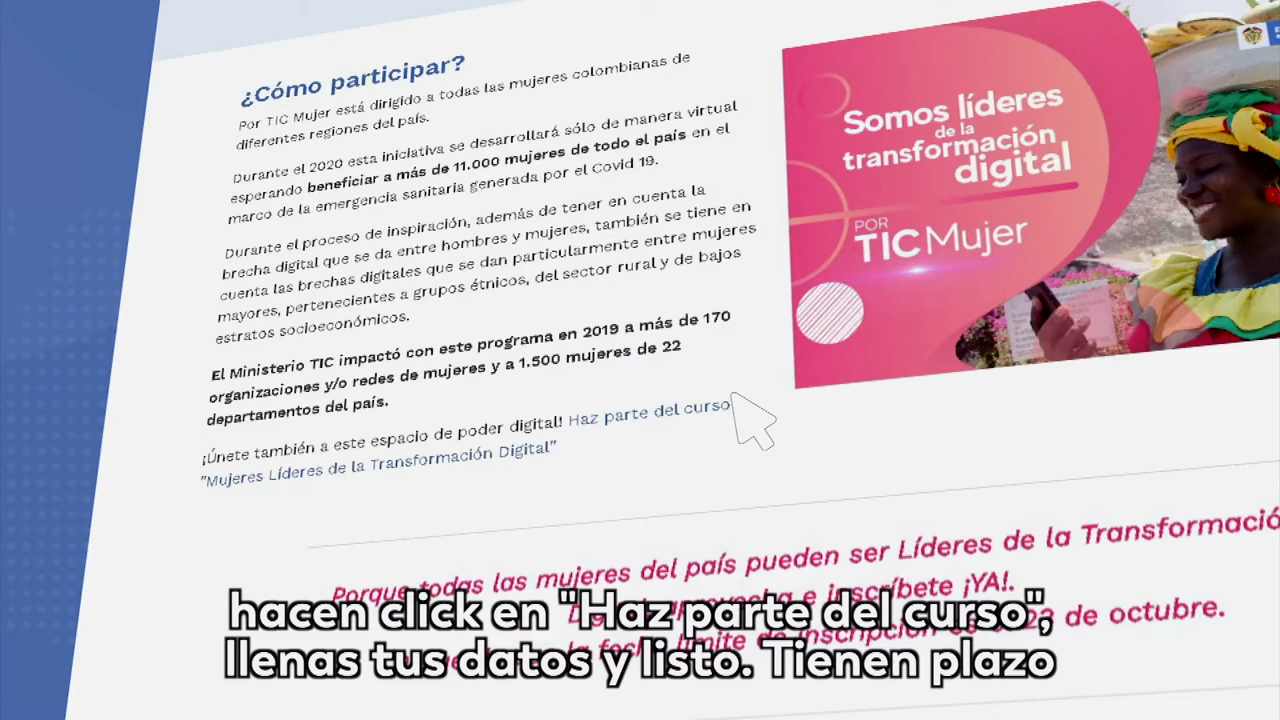 ¿Cómo participar?
Por TIC Mujer está dirigido a todas las mujeres colombianas de
diferentes regiones del país.
Durante el 2020 esta iniciativa se desarrollará sólo de manera virtual
esperando beneficiar a más de 11.000 mujeres de todo el país en el
marco de la emergencia sanitaria generada por el Covid 19.
Durante el proceso de inspiración, además de tener en cuenta la
brecha digital que se da entre hombres y mujeres, también se tiene en
cuenta las brechas digitales que se dan particularmente entre mujeres
mayores, pertenecientes a grupos étnicos, del sector rural y de bajos
estratos socioeconómicos.
El Ministerio TIC impactó con este programa en 2019 a más de 170
organizaciones y/o redes de mujeres y a 1.500 mujeres de 22
departamentos del país.
¡Únete también a este espacio de poder digital! Haz parte del curso
"Mujeres Líderes de la Transformación Digital"
Somos líderes
de la
transformación
digital
POR
TIC Mujer
Porque todas las mujeres del país pueden ser Líderes de la Transformació
e inscríbete ¡YA!.
límite de inscripción 23 de octubre.
hacen click en "Haz parte del curso",
llenas tus datos y listo. Tienen plazo